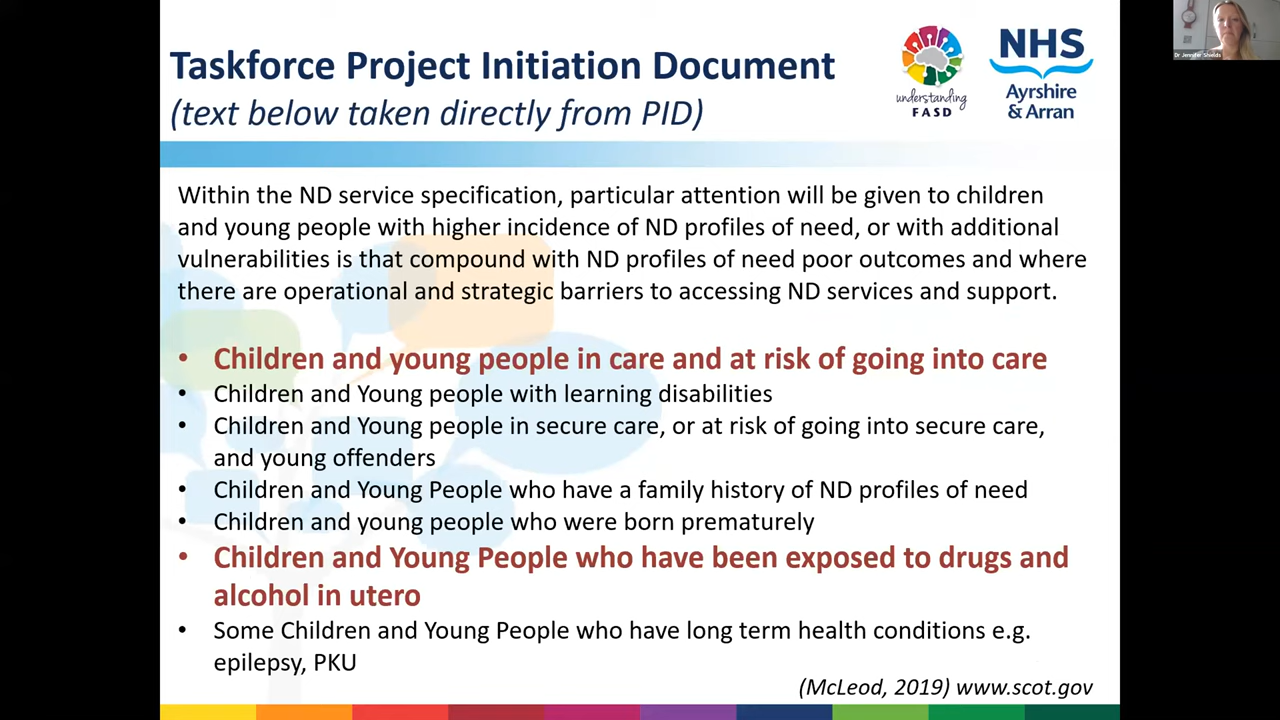 Taskforce Project Initiation Document
(text below taken directly from PID)
understanding
FASD
NHS
Ayrshire
& Arran
Dr Jennifer Shields
Within the ND service specification, particular attention will be given to children
and young people with higher incidence of ND profiles of need, or with additional
vulnerabilities is that compound with ND profiles of need poor outcomes and where
there are operational and strategic barriers to accessing ND services and support.
• Children and young people in care and at risk of going into care
• Children and Young people with learning disabilities
• Children and Young people in secure care, or at risk of going into secure care,
and young offenders
• Children and Young People who have a family history of ND profiles of need
• Children and young people who were born prematurely
• Children and Young People who have been exposed to drugs and
alcohol in utero
• Some Children and Young People who have long term health conditions e.g.
epilepsy, PKU
(McLeod, 2019) www.scot.gov